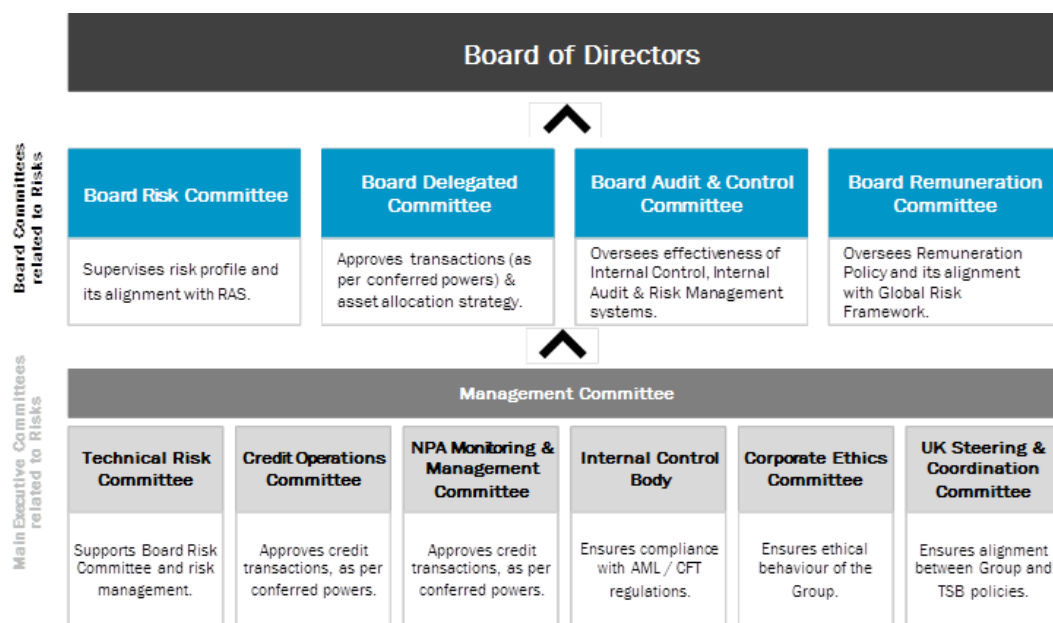 Board of Directors
Board Committees
related to Risks
Board Risk Committee
Supervises risk profile and
its alignment with RAS.
Board Delegated
Committee
Approves transactions (as
per conferred powers) &
asset allocation strategy.
Board Audit & Control
Committee
Oversees effectiveness of
Internal Control, Internal
Audit & Risk Management
systems.
Board Remuneration
Committee
Oversees Remuneration
Policy and its alignment
with Global Risk
Framework.
Main Executive Committees
related to Risks
Management Committee
Technical Risk
Committee
Supports Board Risk
Committee and risk
management.
Credit Operations
Committee
Approves credit
transactions, as per
conferred powers.
NPA Monitoring &
Management
Committee
Approves credit
transactions, as per
conferred powers.
Internal Control
Body
Ensures compliance
with AML / CFT
regulations.
Corporate Ethics
Committee
Ensures ethical
behaviour of the
Group.
UK Steering &
Coordination
Committee
Ensures alignment
between Group and
TSB policies.